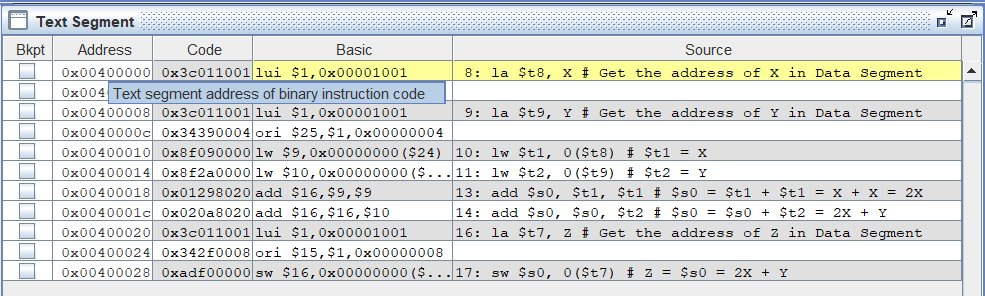 Text Segment
Bkpt Address Code Basic Source
0x00400000 0x3c011001 lui $1,0x00001001 8: la $t8, X # Get the address of X in Data Segment
Text segment address of binary instruction code
0x00400008 0x3c011001 lui $1,0x00001001 9: la $t9, Y # Get the address of Y in Data Segment
0x0040000c 0x34390004 ori $25,$1,0x00000004
0x00400010 0x8f090000 lw $9,0x00000000($24) 10: lw $t1, 0($t8) # $t1 = X
0x00400014 0x8f2a0000 lw $10,0x00000000($... 11: lw $t2, 0($t9) # $t2 = Y
0x00400018 0x01298020 add $16,$9,$9 13: add $s0, $t1, $t1 # $s0 = $t1 + $t1 = X + X = 2X
0x0040001c 0x020a8020 add $16,$16,$10 14: add $s0, $s0, $t2 # $s0 = $s0 + $t2 = 2X + Y
0x00400020 0x3c011001 lui $1,0x00001001 16: la $t7, Z # Get the address of Z in Data Segment
0x00400024 0x342f0008 ori $15,$1,0x00000008
0x00400028 0xadf00000 sw $16,0x00000000($... 17: sw $s0, 0($t7) # Z = $s0 = 2X + Y